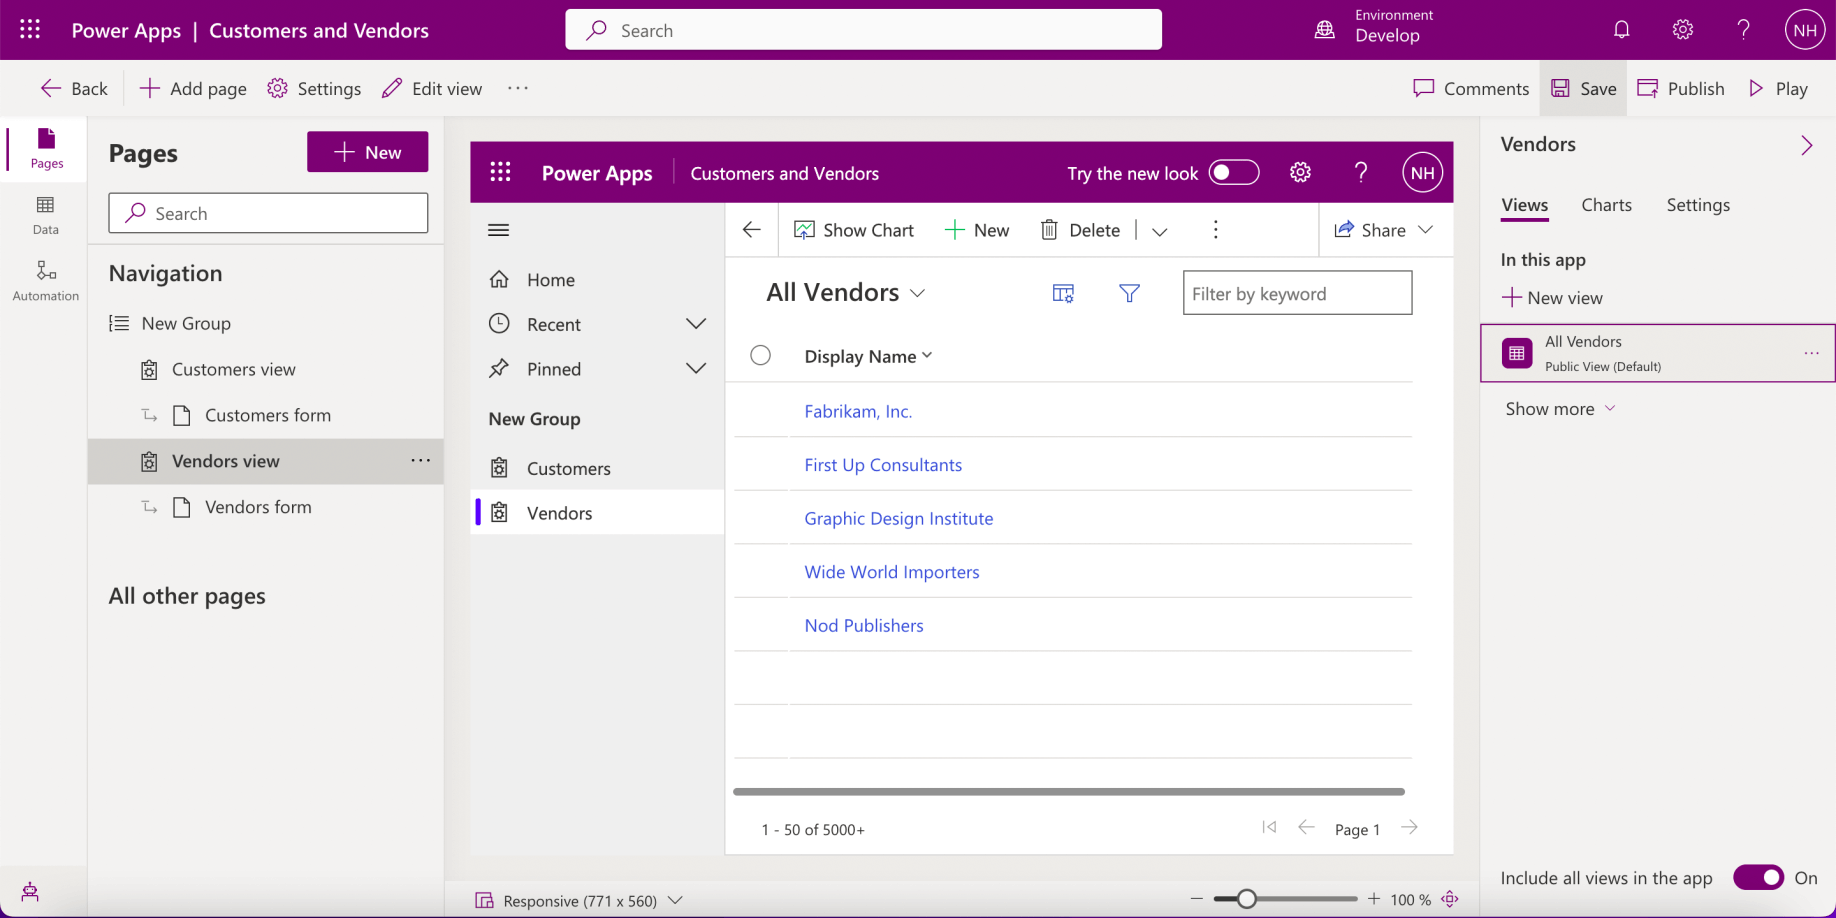 Power Apps | Customers and Vendors
Search
Environment
Develop
?
NH
Back
Add page
Settings
Edit view
...
Comments
Save
Publish
Play
Pages
Data
Automation
Pages
New
Search
Navigation
New Group
Customers view
Customers form
Vendors view
...
Vendors form
All other pages
Power Apps
Customers and Vendors
Try the new look
?
NH
Home
Recent
Pinned
New Group
Customers
Vendors
Show Chart
New
Delete
Share
All Vendors
Filter by keyword
Display Name
Fabrikam, Inc.
First Up Consultants
Graphic Design Institute
Wide World Importers
Nod Publishers
1 - 50 of 5000+
Page 1
Responsive (771 x 560)
100 %
Vendors
Views
Charts
Settings
In this app
New view
All Vendors
Public View (Default)
...
Show more
Include all views in the app
On